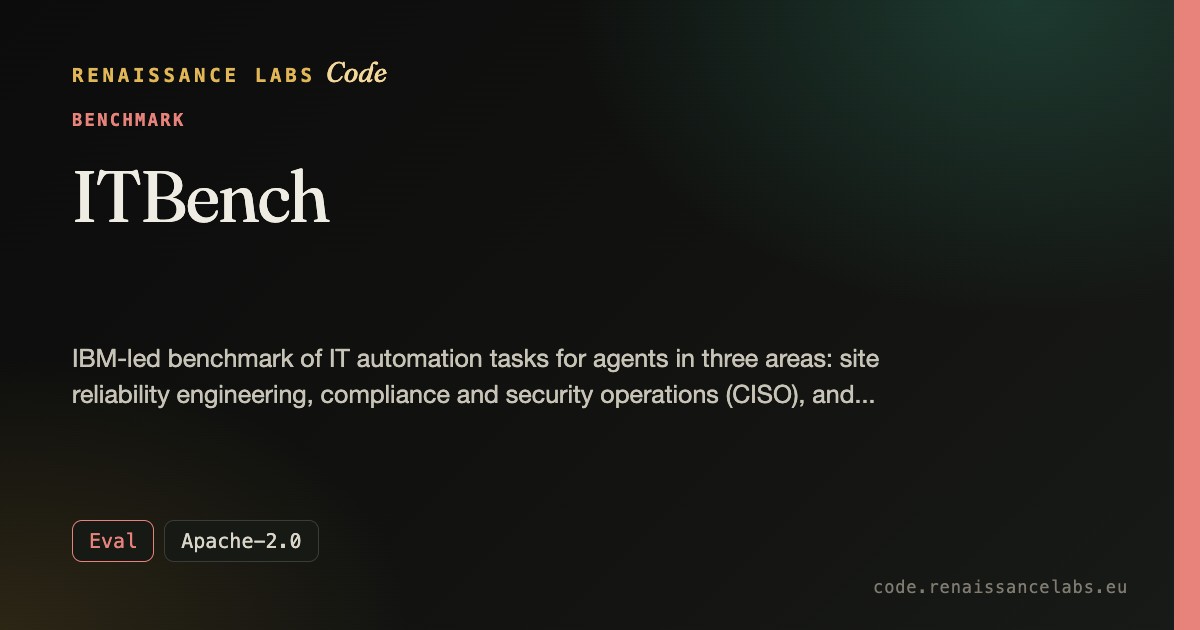 RENAISSANCE LABS Code
BENCHMARK
ITBench
IBM-led benchmark of IT automation tasks for agents in three areas: site
reliability engineering, compliance and security operations (CISO), and...
Eval Apache-2.0
code.renaissancelabs.eu